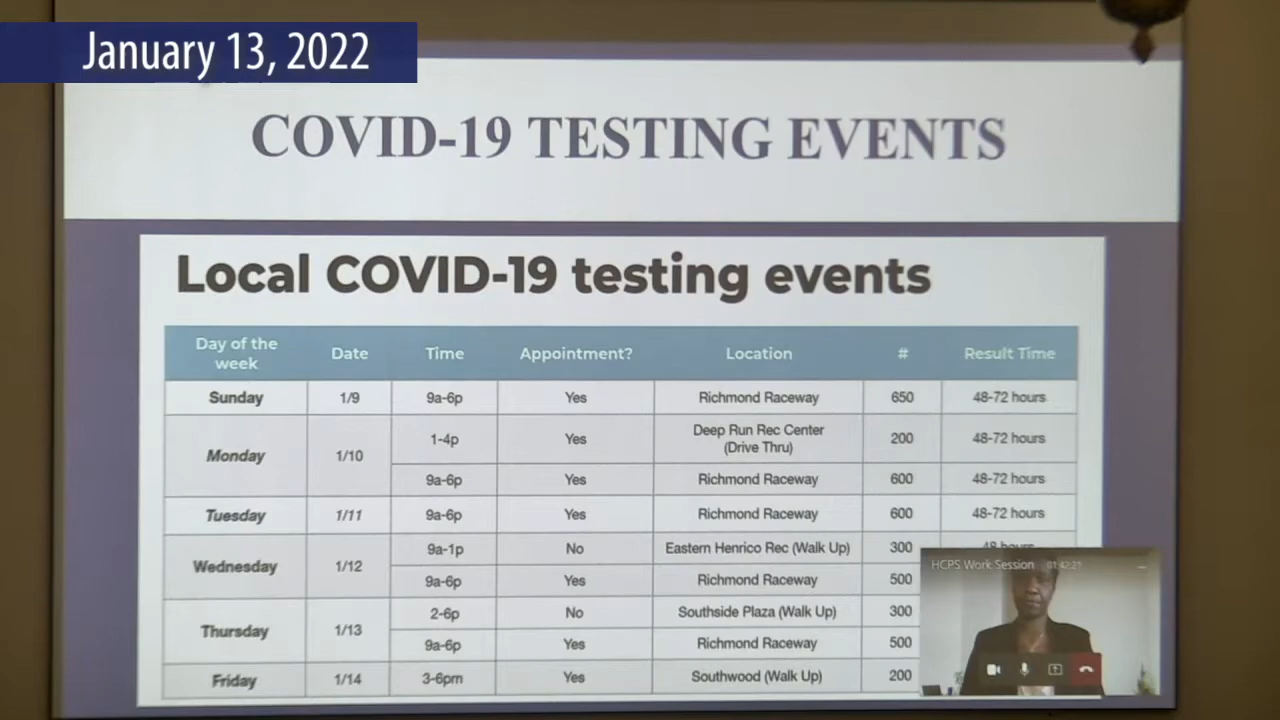 January 13, 2022
COVID-19 TESTING EVENTS
Local COVID-19 testing events
Day of the week Date Time Appointment? Location # Result Time
Sunday 1/9 9a-6p Yes Richmond Raceway 650 48-72 hours
Monday 1/10 1-4p Yes Deep Run Rec Center (Drive Thru) 200 48-72 hours
9a-6p Yes Richmond Raceway 600 48-72 hours
Tuesday 1/11 9a-6p Yes Richmond Raceway 600 48-72 hours
Wednesday 1/12 9a-1p No Eastern Henrico Rec (Walk Up) 300 48 hours
9a-6p Yes Richmond Raceway 500
Thursday 1/13 2-6p No Southside Plaza (Walk Up) 300
9a-6p Yes Richmond Raceway 500
Friday 1/14 3-6pm Yes Southwood (Walk Up) 200
HCPS Work Session 01:42:21